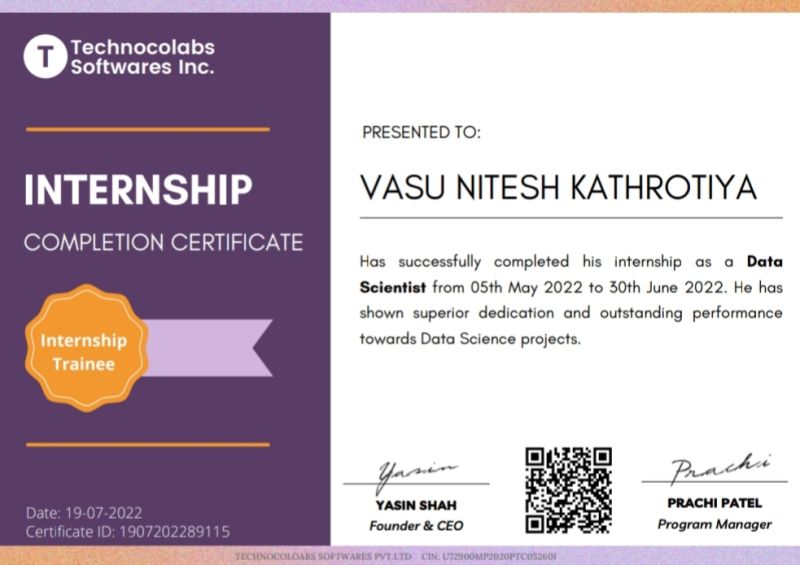 T
Technocolabs
Softwares Inc.
INTERNSHIP
COMPLETION CERTIFICATE
Internship
Trainee
Date: 19-07-2022
Certificate ID: 1907202289115
PRESENTED TO:
VASU NITESH KATHROTIYA
Has successfully completed his internship as a Data
Scientist from 05th May 2022 to 30th June 2022. He has
shown superior dedication and outstanding performance
towards Data Science projects.
Yasin
YASIN SHAH
Founder & CEO
Prachi
PRACHI PATEL
Program Manager
TECHNOCOLOABS SOFTWARES PVT.LTD CIN: U72900MP2020PTC052601